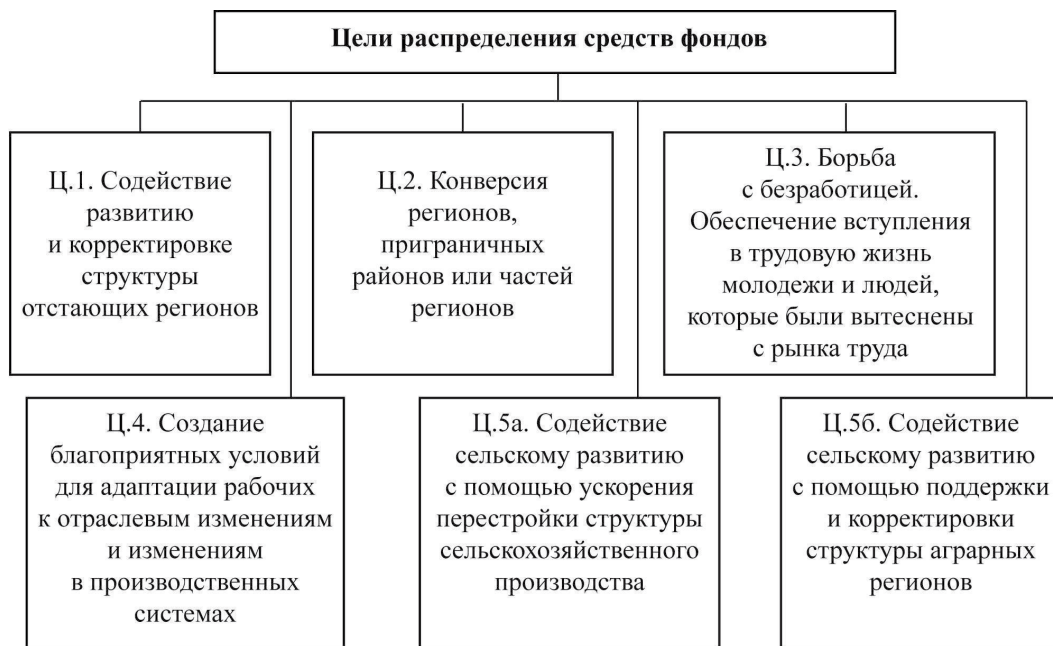 Цели распределения средств фондов
Ц.1. Содействие
развитию
и корректировке
структуры
отстающих регионов
Ц.2. Конверсия
регионов,
приграничных
районов или частей
регионов
Ц.3. Борьба
с безработицей.
Обеспечение вступления
в трудовую жизнь
молодежи и людей,
которые были вытеснены
с рынка труда
Ц.4. Создание
благоприятных условий
для адаптации рабочих
к отраслевым изменениям
и изменениям
в производственных
системах
Ц.5а. Содействие
сельскому развитию
с помощью ускорения
перестройки структуры
сельскохозяйственного
производства
Ц.5б. Содействие
сельскому развитию
с помощью поддержки
и корректировки
структуры аграрных
регионов